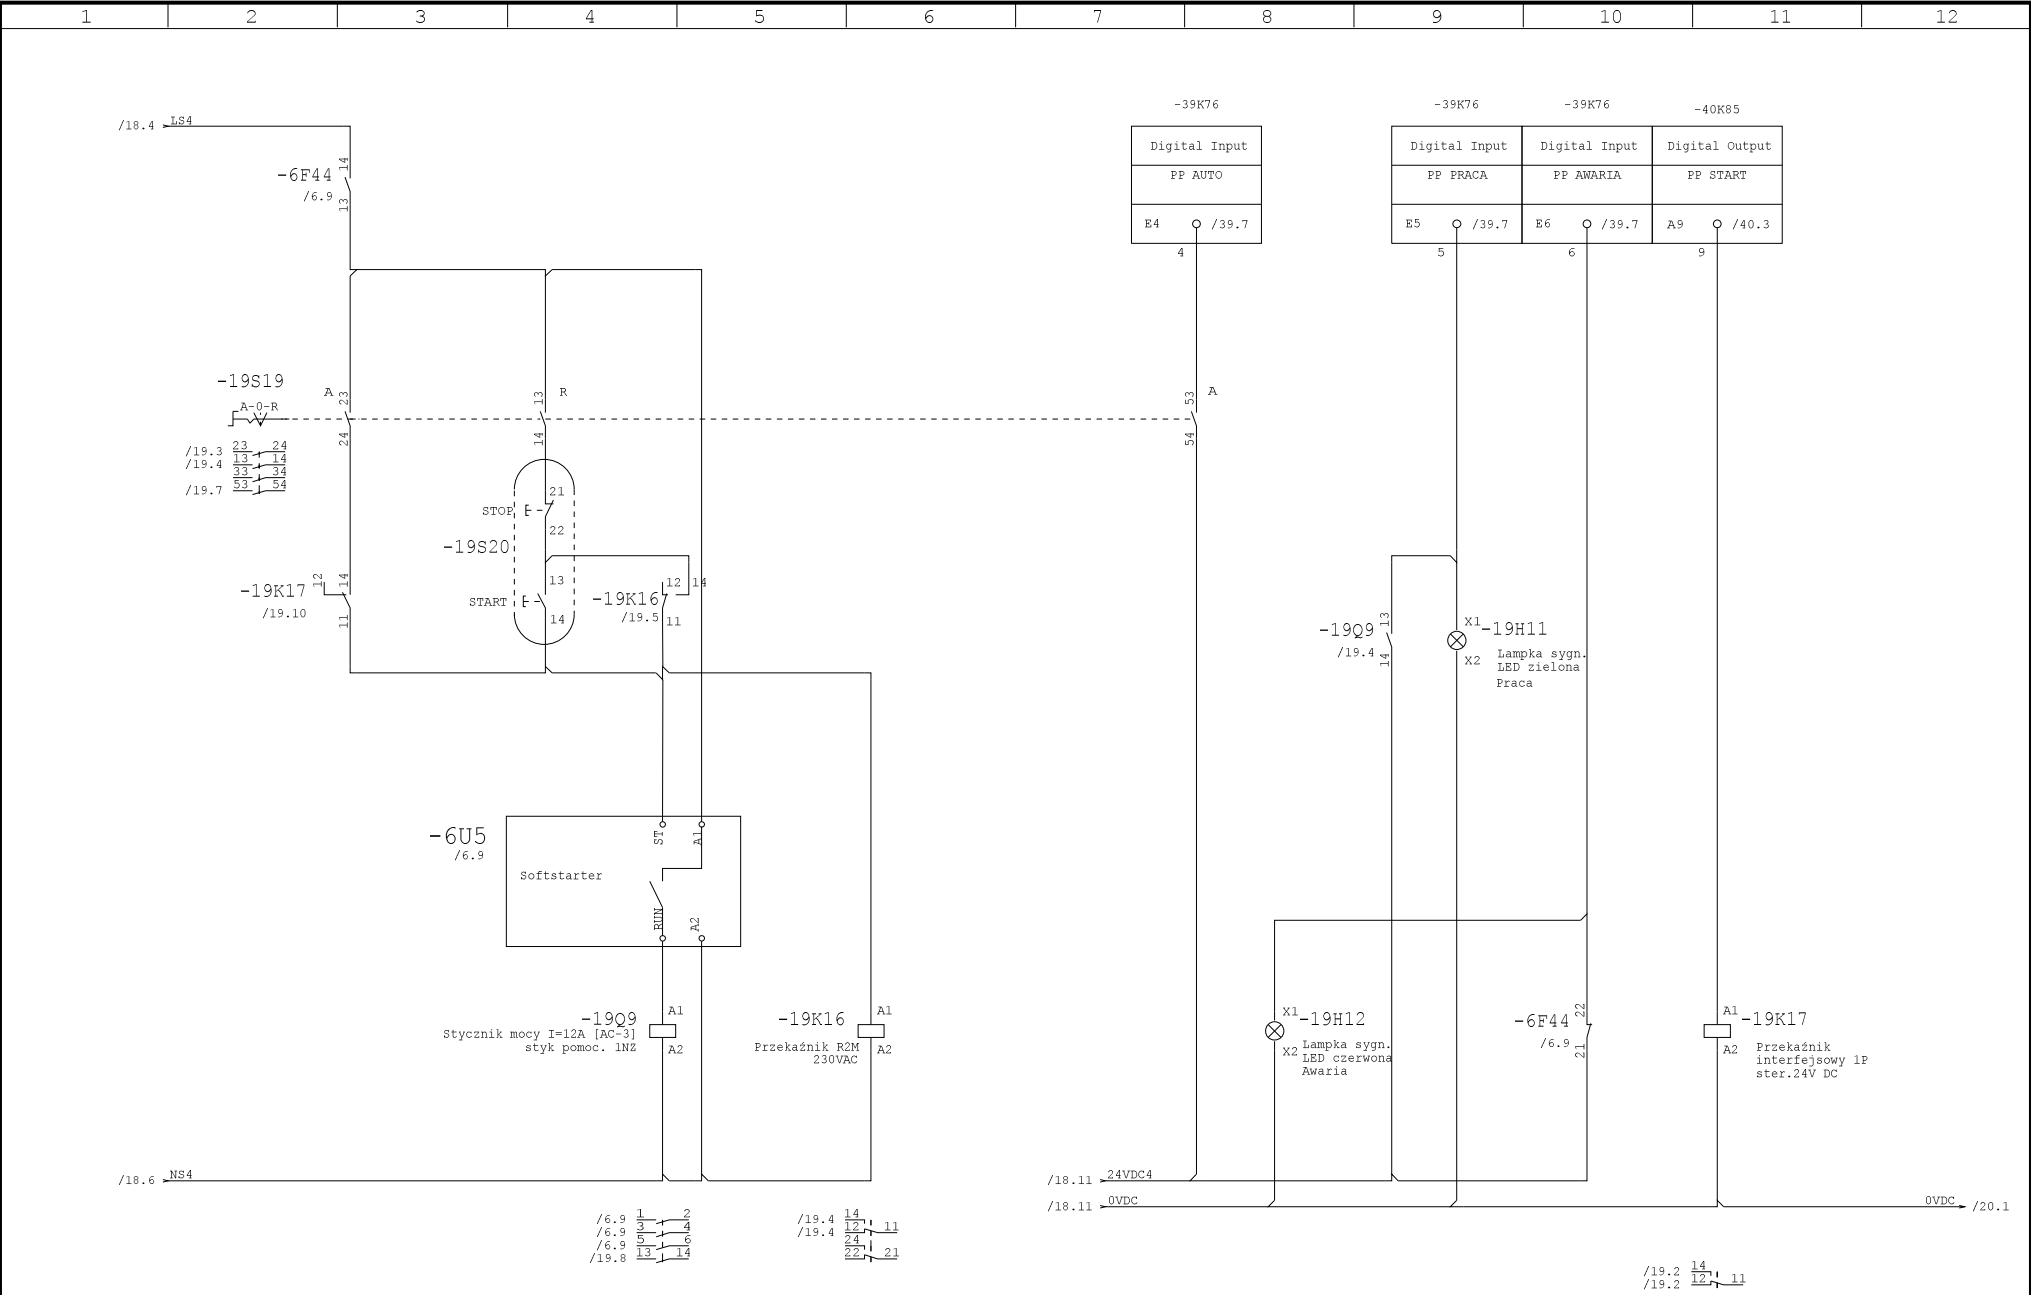 1 2 3 4 5 6 7 8 9 10 11 12
/18.4 LS4
-6F44
/6.9
14
13
-39K76
Digital Input
PP AUTO
E4 /39.7
4
-39K76 -39K76 -40K85
Digital Input Digital Input Digital Output
PP PRACA PP AWARIA PP START
E5 /39.7 E6 /39.7 A9 /40.3
5 6 9
-19S19
A-0-R
/19.3 23 24
/19.4 13 14
33 34
/19.7 53 54
A 23
24
13 R
14
53 A
54
21
STOP
22
-19S20
13
START
14
-19K17
/19.10
12 14
11
-19K16
/19.5
12 14
11
-19Q9
/19.4
13
14
X1 -19H11
X2 Lampka sygn.
LED zielona
Praca
-6U5
/6.9
Softstarter
ST A1
RUN A2
-19Q9
Stycznik mocy I=12A [AC-3]
styk pomoc. 1NZ
A1
A2
-19K16
Przekaźnik R2M
230VAC
A1
A2
X1 -19H12
X2 Lampka sygn.
LED czerwona
Awaria
-6F44
/6.9
22
21
A1 -19K17
A2 Przekaźnik
interfejsowy 1P
ster.24V DC
/18.6 NS4
/18.11 24VDC4
/18.11 0VDC
0VDC /20.1
/6.9 1 2
/6.9 3 4
/6.9 5 6
/19.8 13 14
/19.4 14
/19.4 12 11
24
22 21
/19.2 14
/19.2 12 11